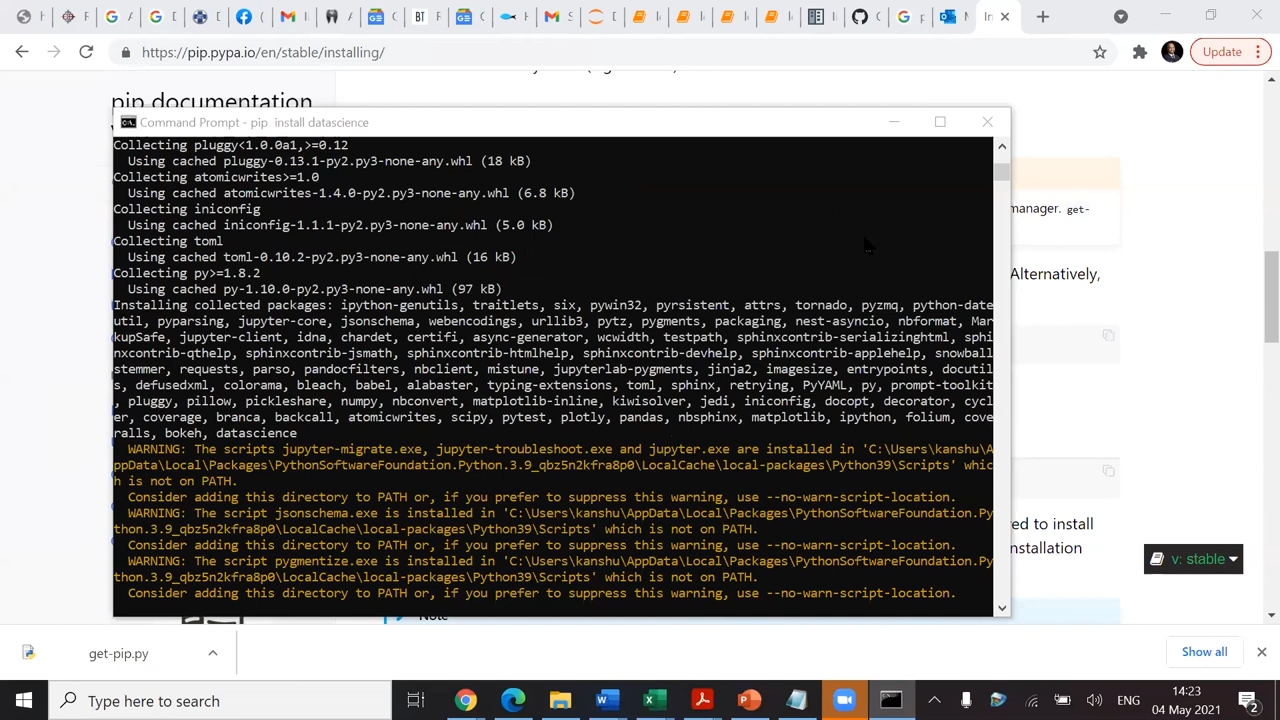 https://pip.pypa.io/en/stable/installing/
Update
pip documentation
Command Prompt - pip  install datascience
Collecting pluggy<1.0.0a1,>=0.12
Using cached pluggy-0.13.1-py2.py3-none-any.whl (18 kB)
Collecting atomicwrites>=1.0
Using cached atomicwrites-1.4.0-py2.py3-none-any.whl (6.8 kB)
Collecting iniconfig
Using cached iniconfig-1.1.1-py2.py3-none-any.whl (5.0 kB)
Collecting toml
Using cached toml-0.10.2-py2.py3-none-any.whl (16 kB)
Collecting py>=1.8.2
Using cached py-1.10.0-py2.py3-none-any.whl (97 kB)
Installing collected packages: ipython-genutils, traitlets, six, pywin32, pyrsistent, attrs, tornado, pyzmq, python-date
util, pyparsing, jupyter-core, jsonschema, webencodings, urllib3, pytz, pygments, packaging, nest-asyncio, nbformat, Mar
kupSafe, jupyter-client, idna, chardet, certifi, async-generator, wcwidth, testpath, sphinxcontrib-serializinghtml, sphi
nxcontrib-qthelp, sphinxcontrib-jsmath, sphinxcontrib-htmlhelp, sphinxcontrib-devhelp, sphinxcontrib-applehelp, snowball
stemmer, requests, parso, pandocfilters, nbclient, mistune, jupyterlab-pygments, jinja2, imagesize, entrypoints, docutil
s, defusedxml, colorama, bleach, babel, alabaster, typing-extensions, toml, sphinx, retrying, PyYAML, py, prompt-toolkit
, pluggy, pillow, pickleshare, numpy, nbconvert, matplotlib-inline, kiwisolver, jedi, iniconfig, docopt, decorator, cycl
er, coverage, branca, backcall, atomicwrites, scipy, pytest, plotly, pandas, nbsphinx, matplotlib, ipython, folium, cove
ralls, bokeh, datascience
WARNING: The scripts jupyter-migrate.exe, jupyter-troubleshoot.exe and jupyter.exe are installed in 'C:\Users\kanshu\A
ppData\Local\Packages\PythonSoftwareFoundation.Python.3.9_qbz5n2kfra8p0\LocalCache\local-packages\Python39\Scripts' whic
h is not on PATH.
Consider adding this directory to PATH or, if you prefer to suppress this warning, use --no-warn-script-location.
WARNING: The script jsonschema.exe is installed in 'C:\Users\kanshu\AppData\Local\Packages\PythonSoftwareFoundation.Py
thon.3.9_qbz5n2kfra8p0\LocalCache\local-packages\Python39\Scripts' which is not on PATH.
Consider adding this directory to PATH or, if you prefer to suppress this warning, use --no-warn-script-location.
WARNING: The script pygmentize.exe is installed in 'C:\Users\kanshu\AppData\Local\Packages\PythonSoftwareFoundation.Py
thon.3.9_qbz5n2kfra8p0\LocalCache\local-packages\Python39\Scripts' which is not on PATH.
Consider adding this directory to PATH or, if you prefer to suppress this warning, use --no-warn-script-location.
manager. get-
Alternatively,
ed to install
nstallation
v: stable
Note
get-pip.py
Show all
Type here to search
ENG
14:23
04 May 2021
2